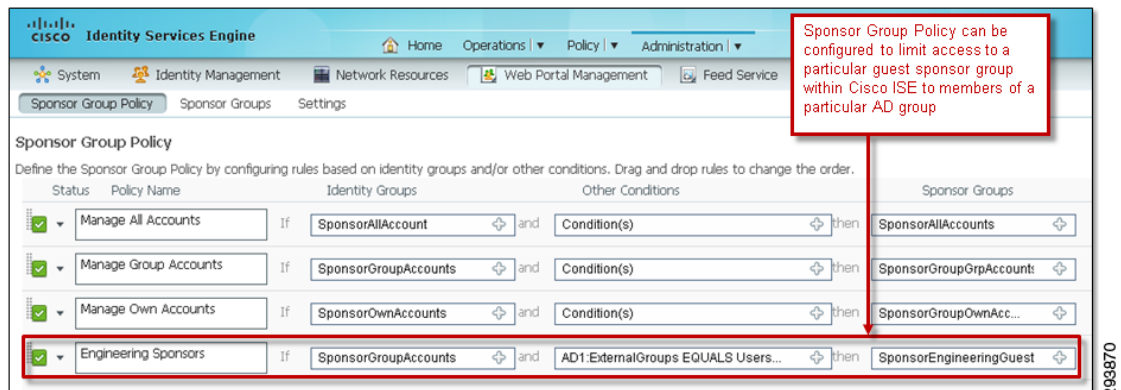 CISCO Identity Services Engine
Home Operations | ▼ Policy | ▼ Administration | ▼
System Identity Management Network Resources Web Portal Management Feed Service
Sponsor Group Policy Sponsor Groups Settings
Sponsor Group Policy can be
configured to limit access to a
particular guest sponsor group
within Cisco ISE to members of a
particular AD group
Sponsor Group Policy
Define the Sponsor Group Policy by configuring rules based on identity groups and/or other conditions. Drag and drop rules to change the order.
Status Policy Name Identity Groups Other Conditions Sponsor Groups
Manage All Accounts If SponsorAllAccount and Condition(s) then SponsorAllAccounts
Manage Group Accounts If SponsorGroupAccounts and Condition(s) then SponsorGroupGrpAccounts
Manage Own Accounts If SponsorOwnAccounts and Condition(s) then SponsorGroupOwnAcc...
Engineering Sponsors If SponsorGroupAccounts and AD1:ExternalGroups EQUALS Users... then SponsorEngineeringGuest
293870